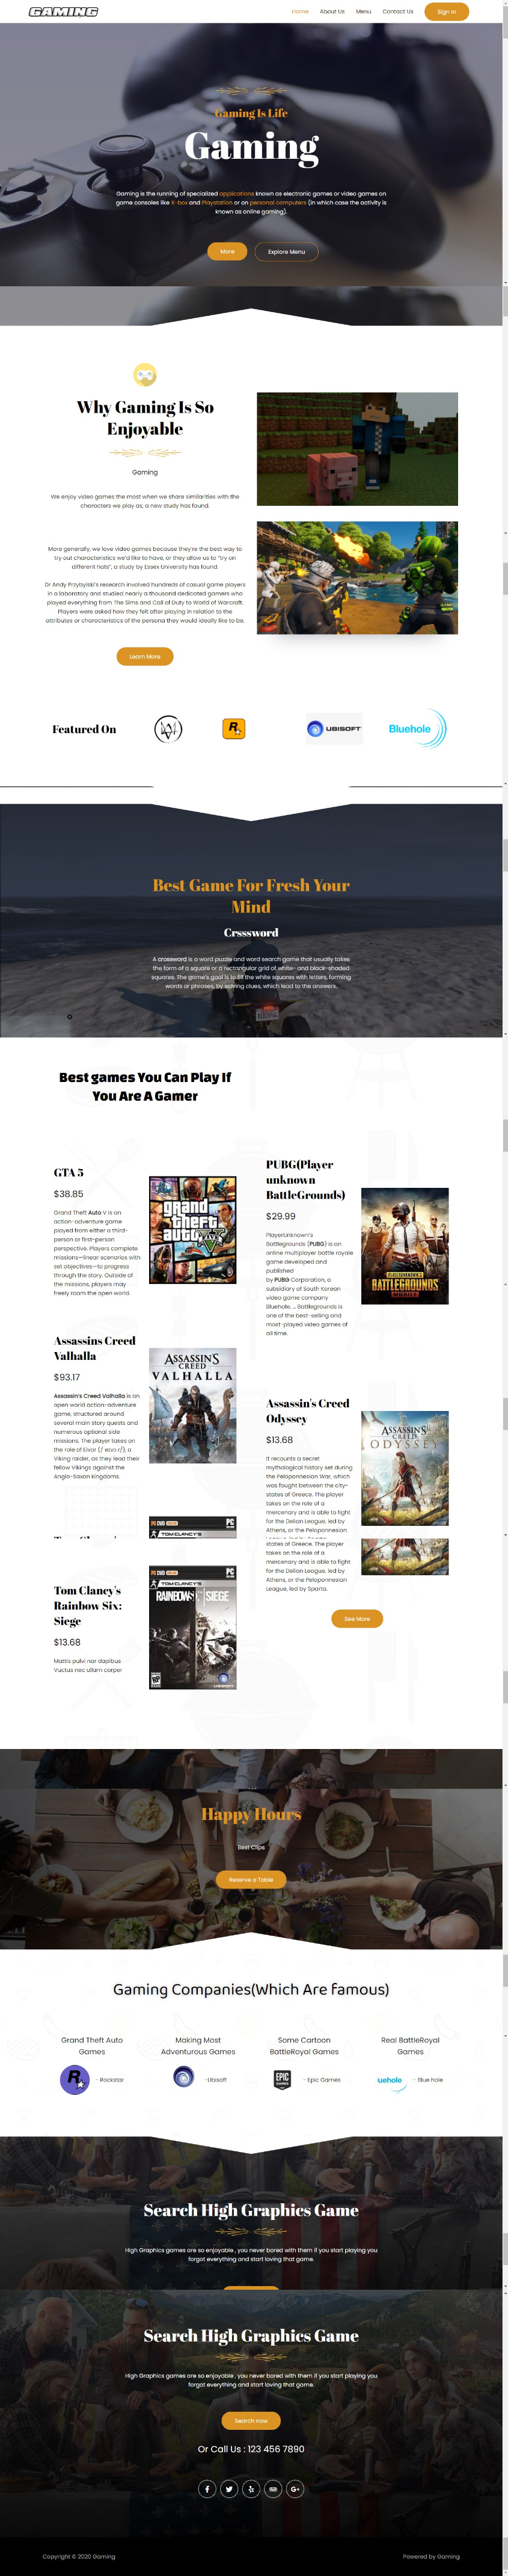 GAMING
Home
About Us
Menu
Contact Us
Sign In
Gaming Is Life
Gaming
Gaming is the running of specialized applications known as electronic games or video games on
game consoles like X-box and Playstation or on personal computers (in which case the activity is
known as online gaming).
More
Explore Menu
Why Gaming Is So
Enjoyable
Gaming
We enjoy video games the most when we share similarities with the
characters we play as, a new study has found.
More generally, we love video games because they're the best way to
try out characteristics we'd like to have, or they allow us to "try on
different hats", a study by Essex University has found.
Dr Andy Przybylski's research involved hundreds of casual game players
in a laboratory and studied nearly a thousand dedicated gamers who
played everything from The Sims and Call of Duty to World of Warcraft.
Players were asked how they felt after playing in relation to the
attributes or characteristics of the persona they would ideally like to be.
Learn More
Featured On
R
UBISOFT
Bluehole
Best Game For Fresh Your
Mind
Crsssword
A crossword is a word puzzle and word search game that usually takes
the form of a square or a rectangular grid of white- and black-shaded
squares. The game's goal is to fill the white squares with letters, forming
words or phrases, by solving clues, which lead to the answers.
Best games You Can Play If
You Are A Gamer
GTA 5
$38.85
Grand Theft Auto V is an
action-adventure game
played from either a third-
person or first-person
perspective. Players complete
missions—linear scenarios with
set objectives—to progress
through the story. Outside of
the missions, players may
freely roam the open world.
grand
theft
auto
V
PUBG(Player
unknown
BattleGrounds)
$29.99
PlayerUnknown's
Battlegrounds (PUBG) is an
online multiplayer battle royale
game developed and
published
by PUBG Corporation, a
subsidiary of South Korean
video game company
Bluehole. ... Battlegrounds is
one of the best-selling and
most-played video games of
all time.
PLAYERUNKNOWN'S
BATTLEGROUNDS
MOBILE
Assassins Creed
Valhalla
$93.17
Assassin's Creed Valhalla is an
open world action-adventure
game, structured around
several main story quests and
numerous optional side
missions. The player takes on
the role of Eivor
a
Viking raider, as they lead their
fellow Vikings against the
Anglo-Saxon kingdoms.
ASSASSIN'S
CREED
VALHALLA
Assassin's Creed
Odyssey
$13.68
It recounts a secret
mythological history set during
the Peloponnesian War, which
was fought between the city-
states of Greece. The player
takes on the role of a
mercenary and is able to fight
for the Delian League, led by
Athens, or the Peloponnesian
states of Greece. The player
takes on the role of a
mercenary and is able to fight
for the Delian League, led by
Athens, or the Peloponnesian
League, led by Sparta.
ASSASSIN'S
CREED
ODYSSEY
See More
PC DVD
PC
TOM CLANCY'S
Tom Clancy's
Rainbow Six:
Siege
$13.68
Mattis pulvi nar dapibus
Vuctus nec ullam corper
PC DVD
PC
TOM CLANCY'S
RAINBOW SIX SIEGE
UBISOFT
Happy Hours
Best Clips
Reserve a Table
Gaming Companies(Which Are famous)
Grand Theft Auto
Games
R
- Rockstar
Making Most
Adventurous Games
-Ubisoft
Some Cartoon
BattleRoyal Games
EPIC
GAMES
- Epic Games
Real BattleRoyal
Games
uehole
- Blue hole
Search High Graphics Game
High Graphics games are so enjoyable , you never bored with them if you start playing you
forgot everything and start loving that game.
Search High Graphics Game
High Graphics games are so enjoyable , you never bored with them if you start playing you
forgot everything and start loving that game.
Search now
Or Call Us : 123 456 7890
Copyright © 2020 Gaming
Powered by Gaming